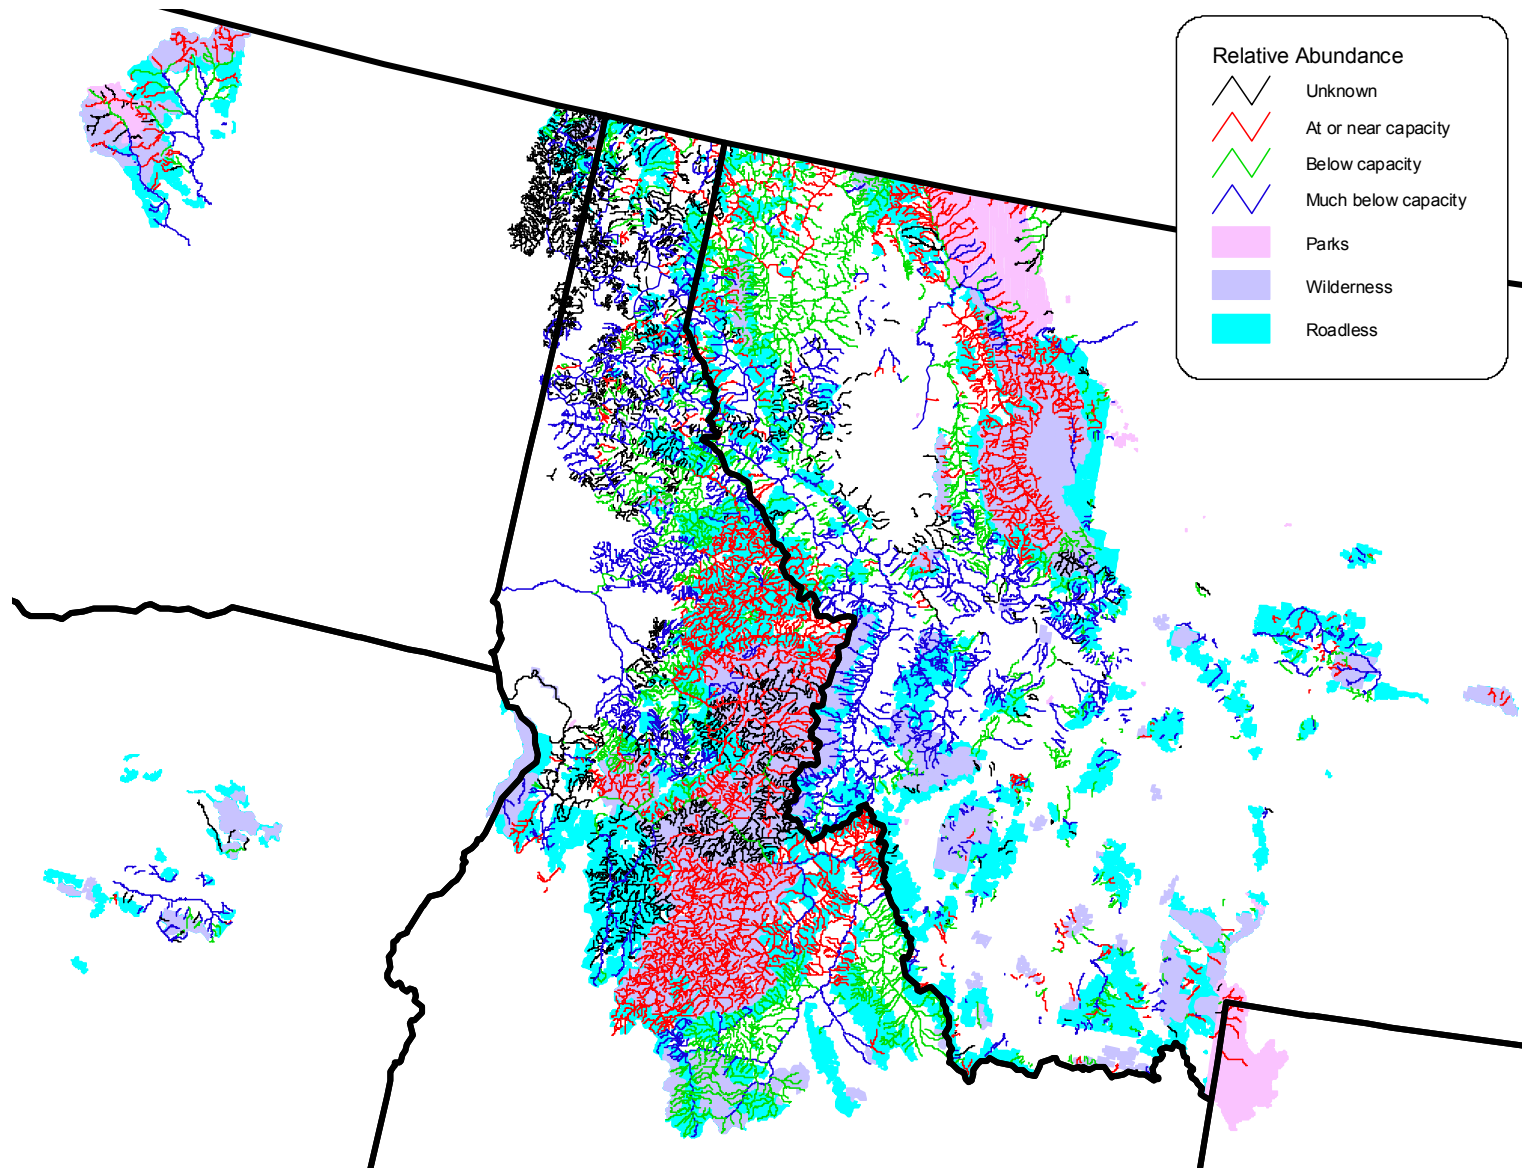 Relative Abundance
Unknown
At or near capacity
Below capacity
Much below capacity
Parks
Wilderness
Roadless